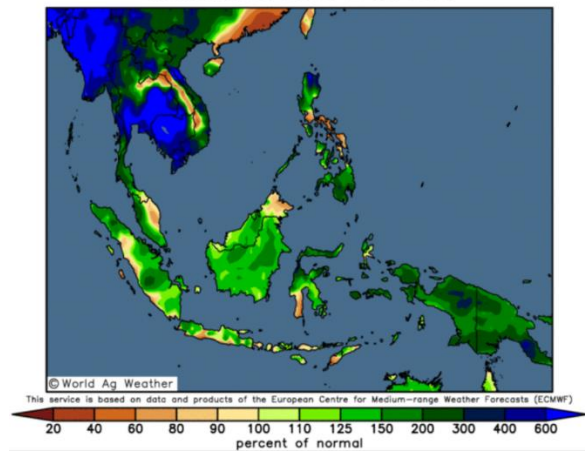 © World Ag Weather
This service is based on data and products of the European Centre for Medium-range Weather Forecasts (ECMWF)
20 40 60 80 90 100 110 125 150 200 300 400 600
percent of normal